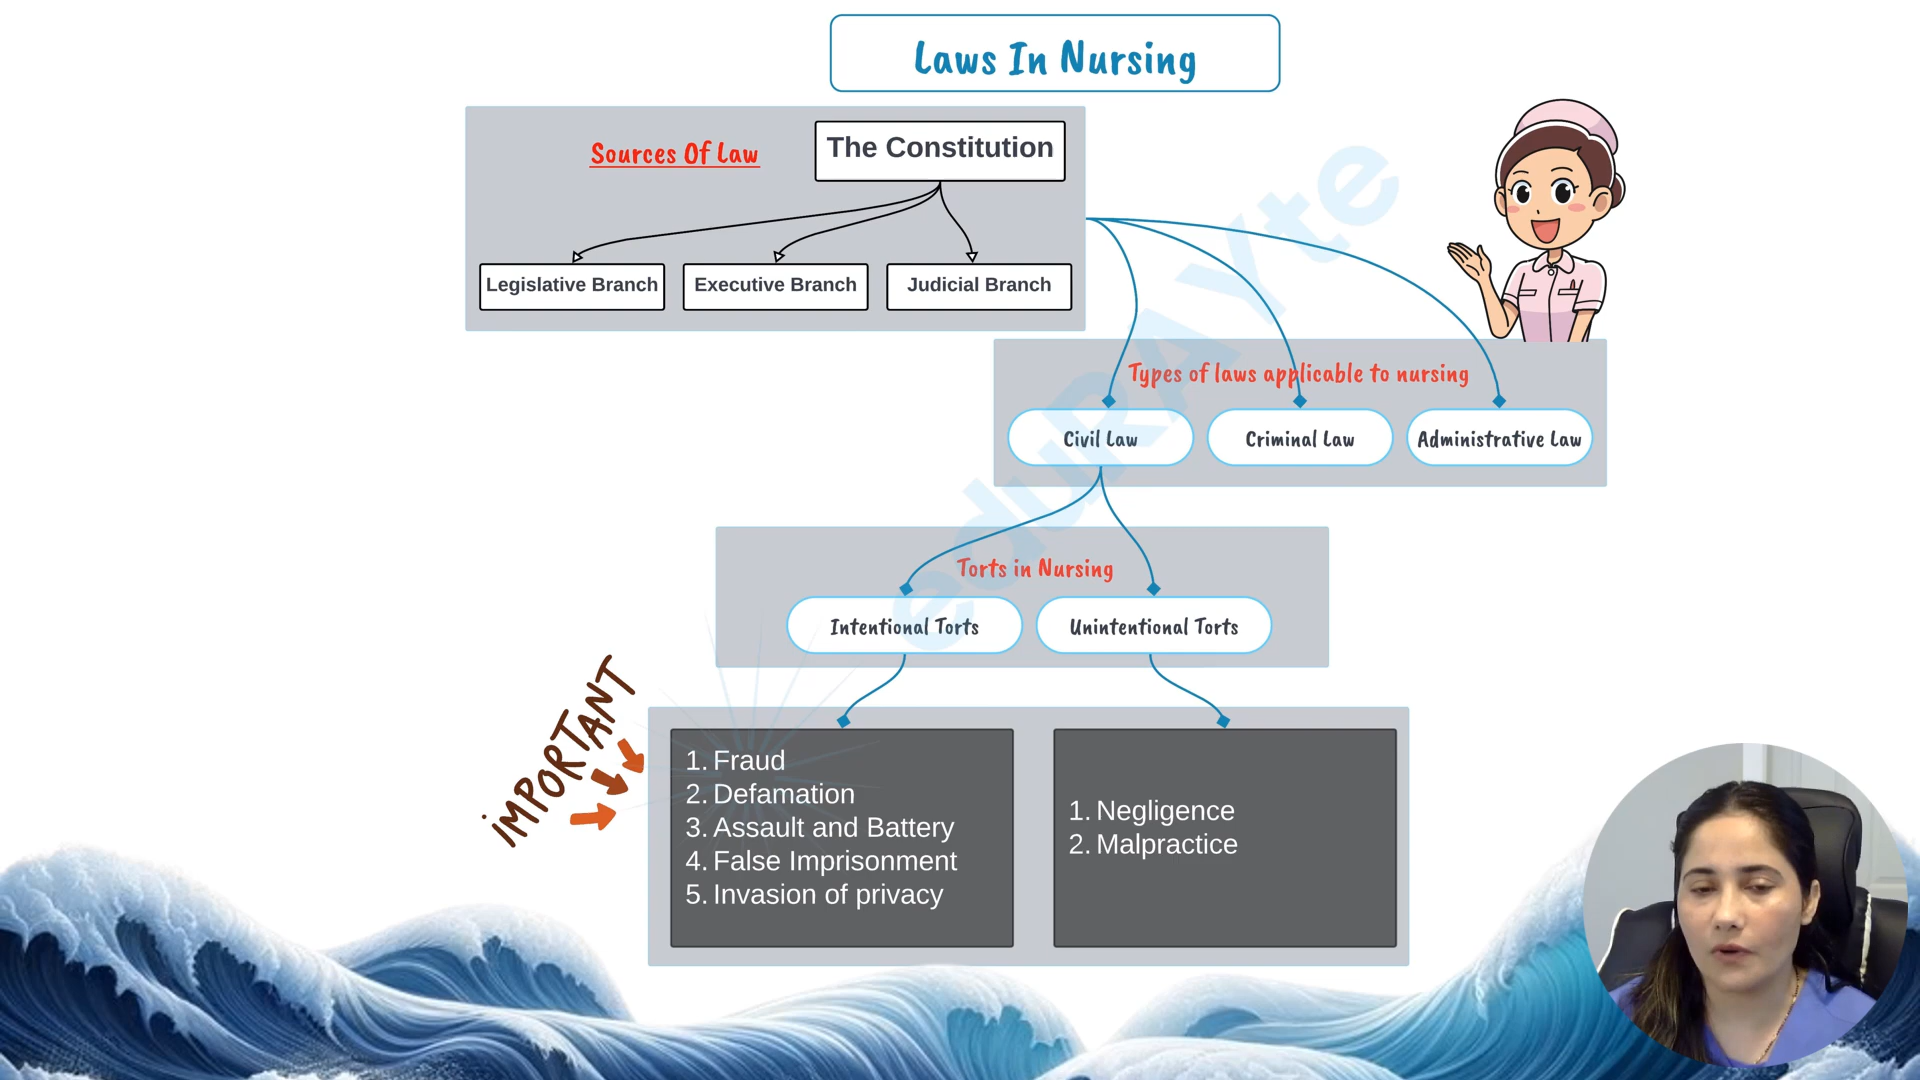 Laws In Nursing
Sources Of Law
The Constitution
Legislative Branch
Executive Branch
Judicial Branch
Types of laws applicable to nursing
Civil Law
Criminal Law
Administrative Law
Torts in Nursing
Intentional Torts
Unintentional Torts
IMPORTANT
1. Fraud
2. Defamation
3. Assault and Battery
4. False Imprisonment
5. Invasion of privacy
1. Negligence
2. Malpractice
eduRAYte